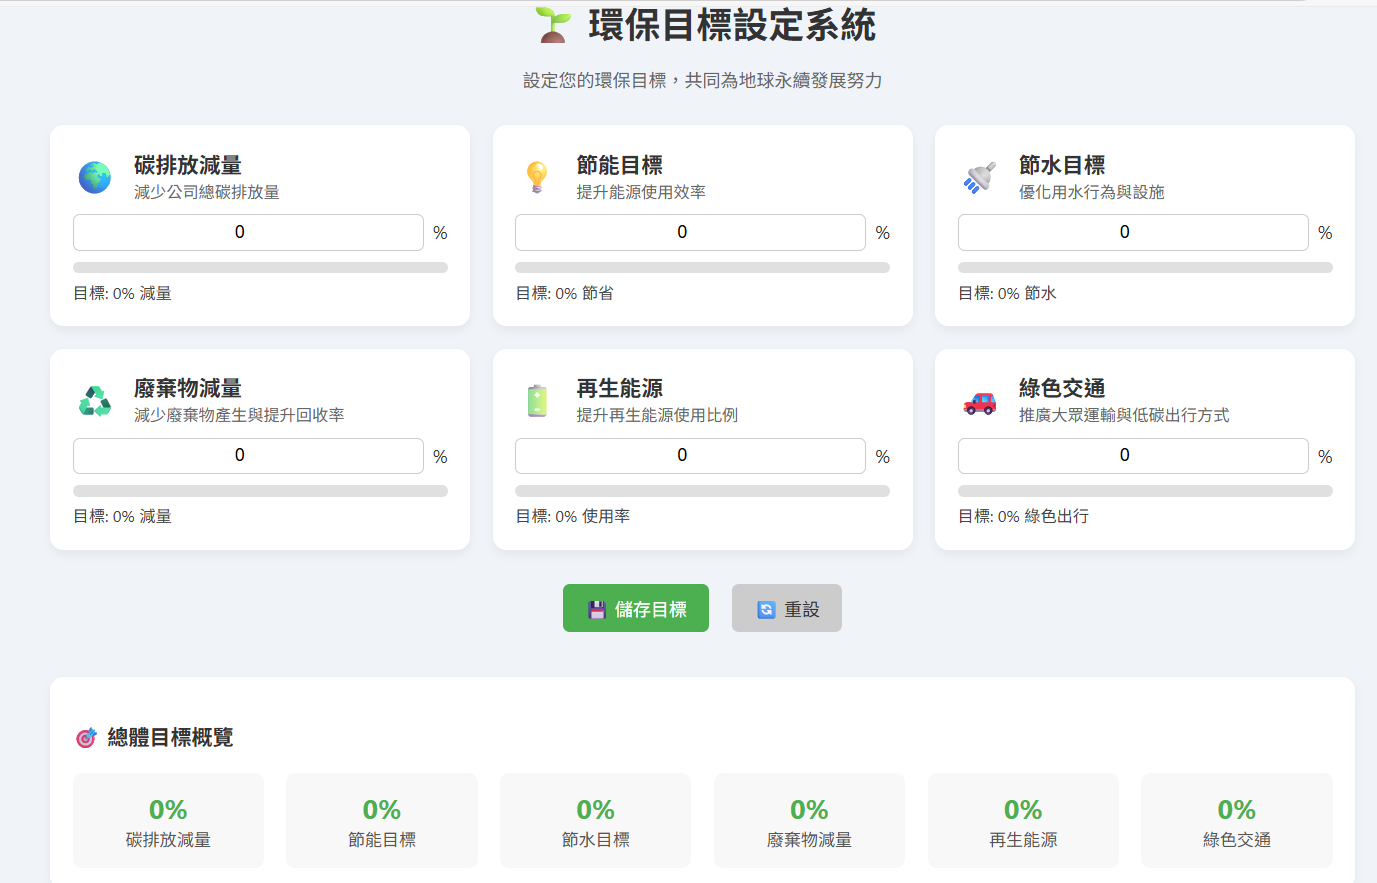 環保目標設定系統
設定您的環保目標，共同為地球永續發展努力
碳排放減量
減少公司總碳排放量
0 %
目標: 0% 減量
節能目標
提升能源使用效率
0 %
目標: 0% 節省
節水目標
優化用水行為與設施
0 %
目標: 0% 節水
廢棄物減量
減少廢棄物產生與提升回收率
0 %
目標: 0% 減量
再生能源
提升再生能源使用比例
0 %
目標: 0% 使用率
綠色交通
推廣大眾運輸與低碳出行方式
0 %
目標: 0% 綠色出行
儲存目標
重設
總體目標概覽
0%
碳排放減量
0%
節能目標
0%
節水目標
0%
廢棄物減量
0%
再生能源
0%
綠色交通